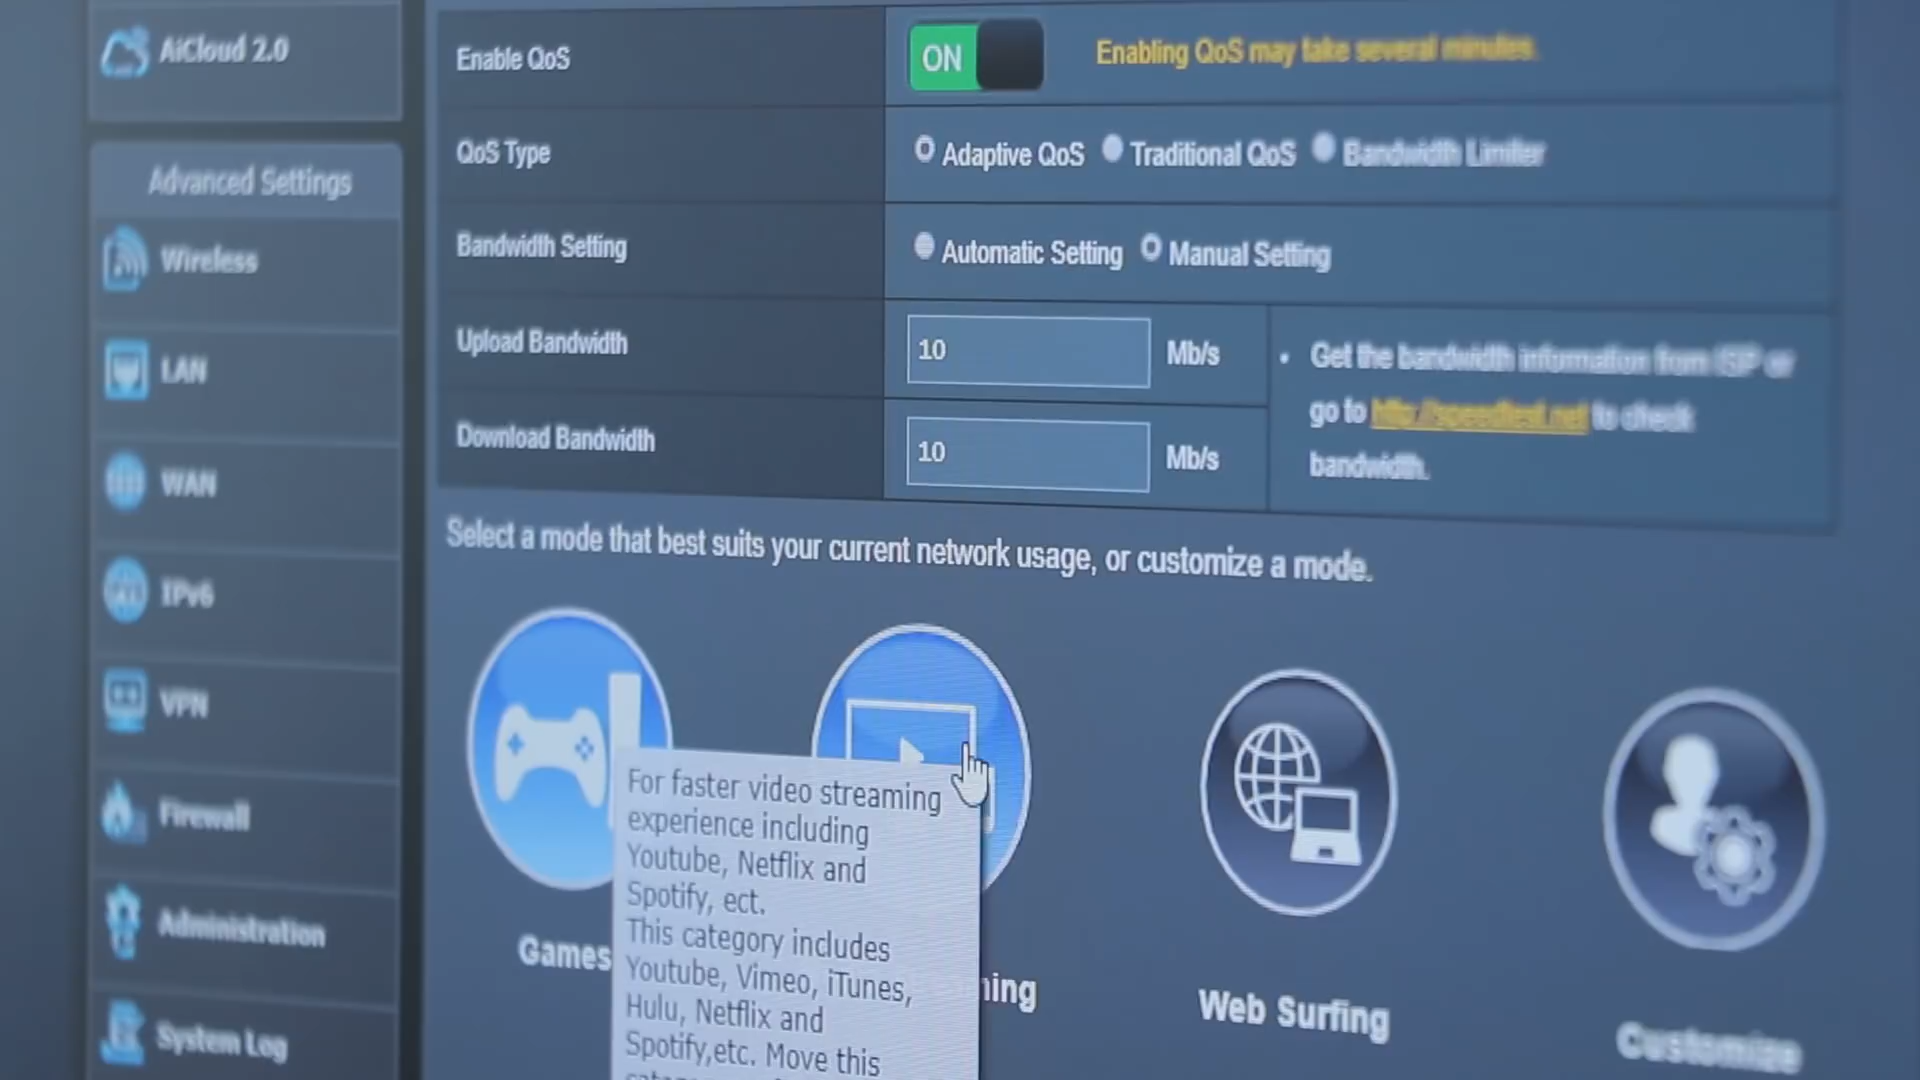 AiCloud 2.0
Advanced Settings
Wireless
LAN
WAN
IPv6
VPN
Firewall
Administration
System Log
Enable QoS
ON
Enabling QoS may take several minutes.
QoS Type
Adaptive QoS Traditional QoS Bandwidth Limiter
Bandwidth Setting
Automatic Setting Manual Setting
Upload Bandwidth
10 Mb/s
Download Bandwidth
10 Mb/s
• Get the bandwidth information from ISP or
go to http://speedtest.net to check
bandwidth.
Select a mode that best suits your current network usage, or customize a mode.
For faster video streaming
experience including
Youtube, Netflix and
Spotify, ect.
This category includes
Youtube, Vimeo, iTunes,
Hulu, Netflix and
Spotify,etc. Move this
Games
ning
Web Surfing
Customize